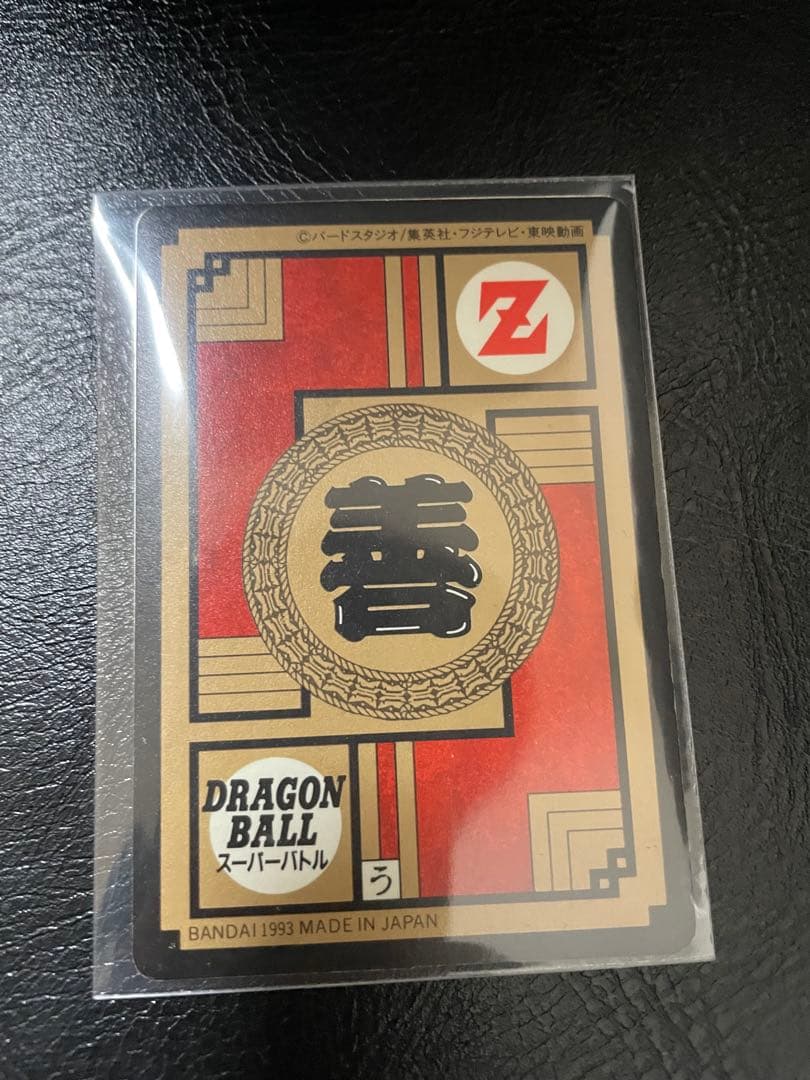 ©バードスタジオ/集英社・フジテレビ・東映動画
Z
善
DRAGON
BALL
スーパーバトル
う
BANDAI 1993 MADE IN JAPAN